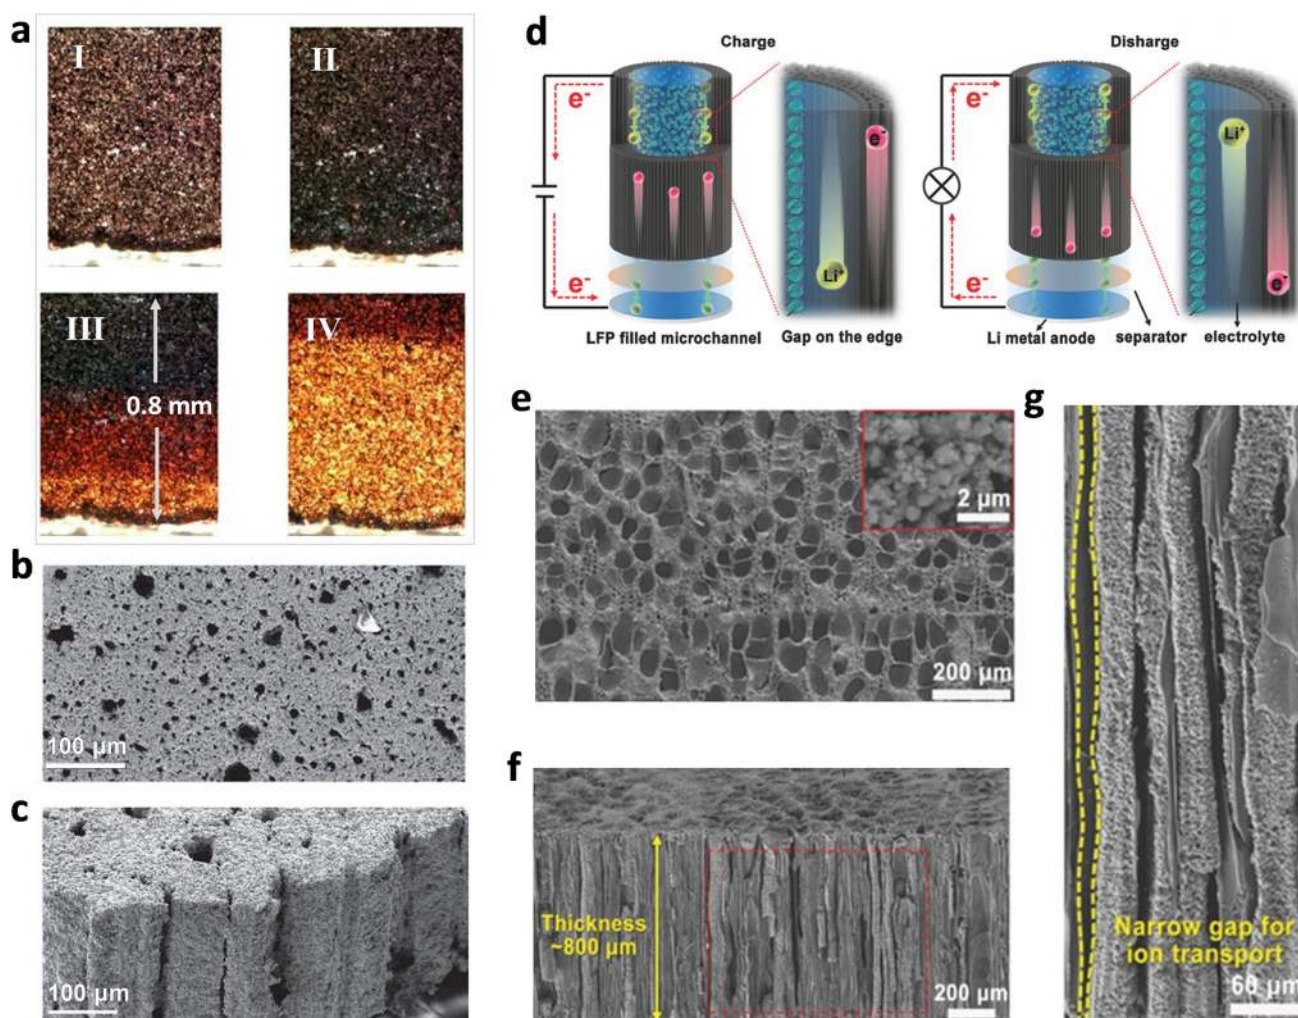 a
I
II
III
IV
0.8 mm
b
100 µm
c
100 µm
d
Charge
Disharge
e-
e-
Li+
e-
e-
e-
Li+
e-
e-
LFP filled microchannel
Gap on the edge
Li metal anode
separator
electrolyte
e
2 µm
200 µm
f
Thickness
~800 µm
200 µm
g
Narrow gap for
ion transport
60 µm